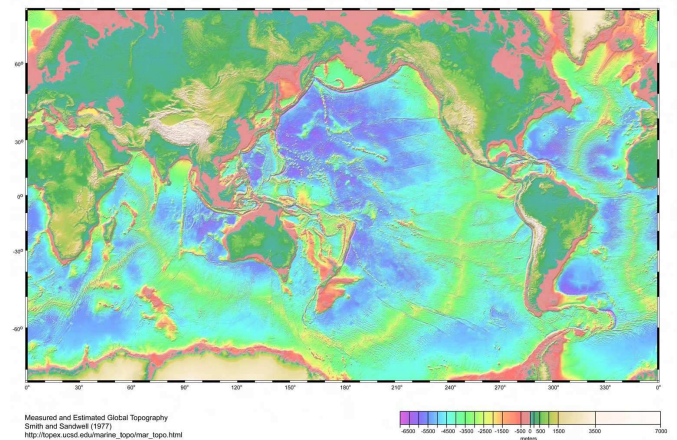 60°
30°
0°
-30°
-60°
0° 30° 60° 90° 120° 150° 180° 210° 240° 270° 300° 330° 0°
Measured and Estimated Global Topography
Smith and Sandwell (1977)
http://topex.ucsd.edu/marine_topo/mar_topo.html
-6500 -5500 -4500 -3500 -2500 -1500 -500 0 500 1500 3500 7000
meters